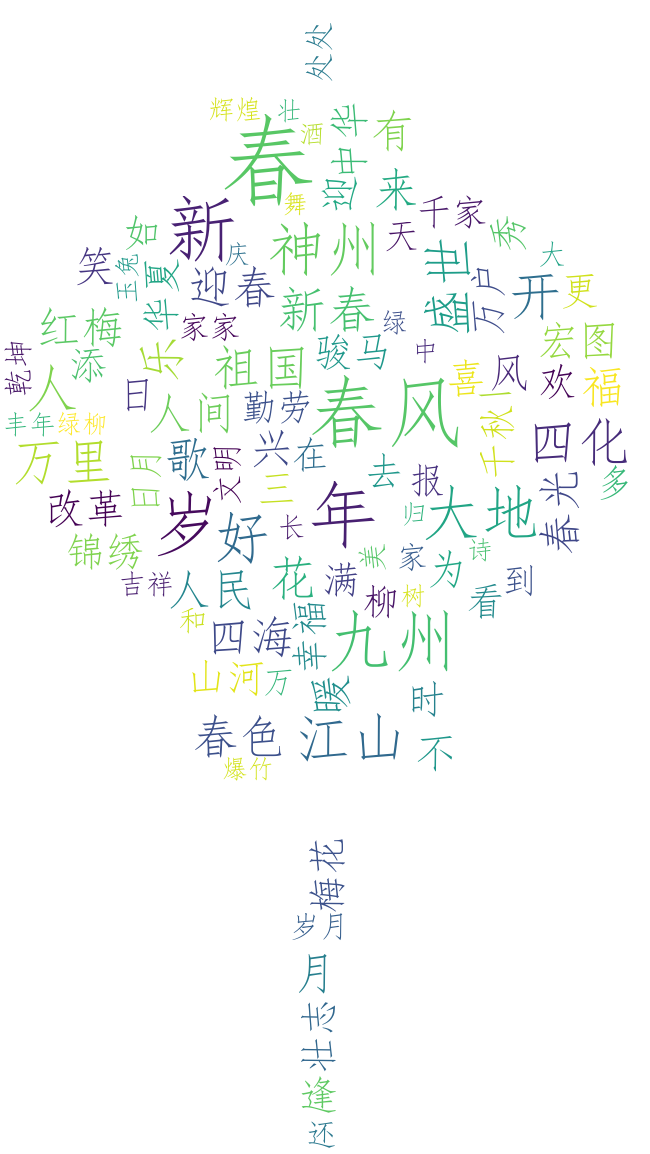 处处
辉煌
壮
酒
中华
有
春
迎
来
舞
千家
新
天
秀
神州
笑
庆
世
盛
玉兔
华夏
迎春
万户
大
开
更
新春
绿
红梅
家家
宏图
乐
添
骏马
中
乾坤
祖国
喜
风
欢
福
人
日
人间
勤劳
春风
丰年
绿柳
千秋
四化
万里
歌
兴
在
文明
日月
三
去
报
多
春光
改革
岁
好
年
长
归
大地
锦绣
美
家
诗
为
吉祥
人民
花
满
柳
树
看
到
和
四海
幸福
九州
山河
万
暖
时
春色
江山
不
爆竹
梅花
岁月
月
壮志
逢
还